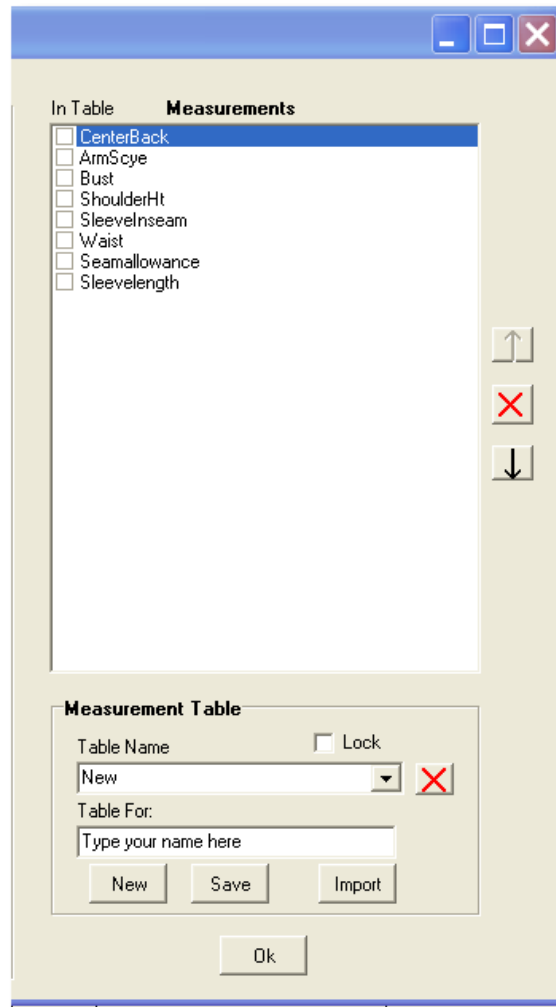 In Table Measurements
CenterBack
ArmScye
Bust
ShoulderHt
SleeveInseam
Waist
Seamallowance
Sleevelength
Measurement Table
Table Name Lock
New
Table For:
Type your name here
New Save Import
Ok